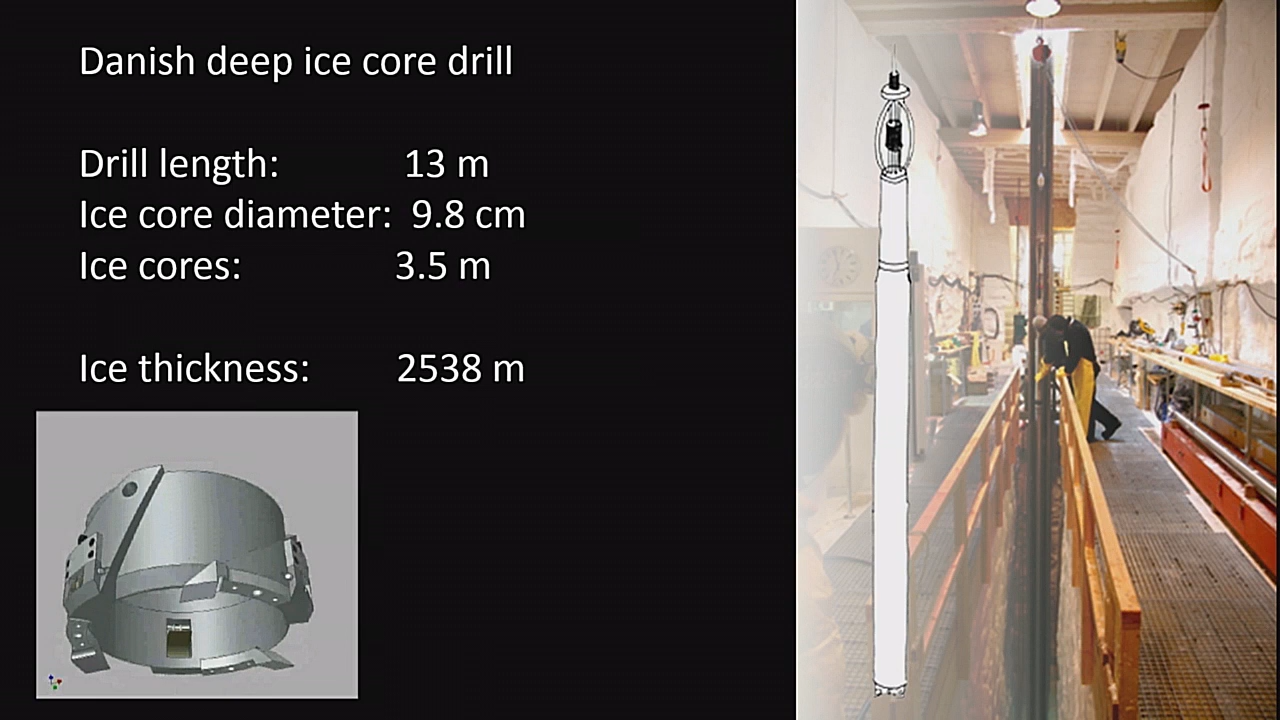 Danish deep ice core drill
Drill length: 13 m
Ice core diameter: 9.8 cm
Ice cores: 3.5 m
Ice thickness: 2538 m